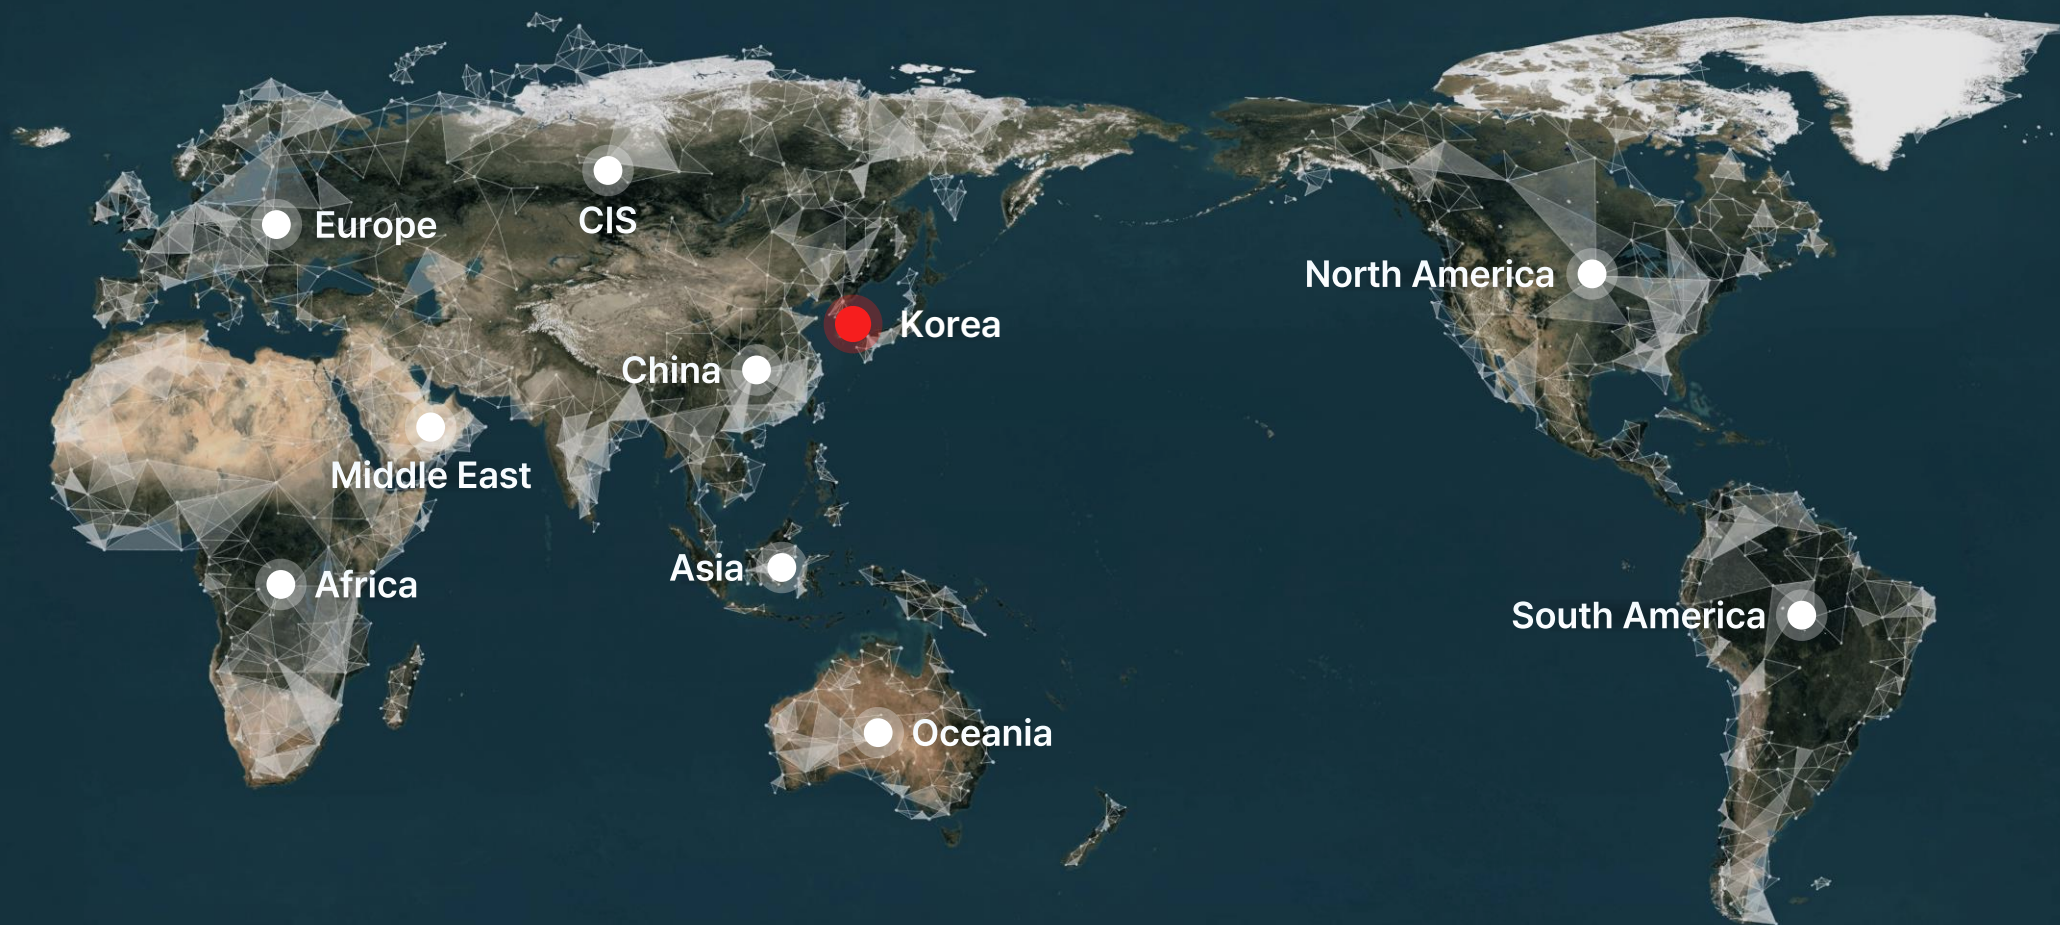 Europe
CIS
North America
Korea
China
Middle East
Asia
Africa
South America
Oceania